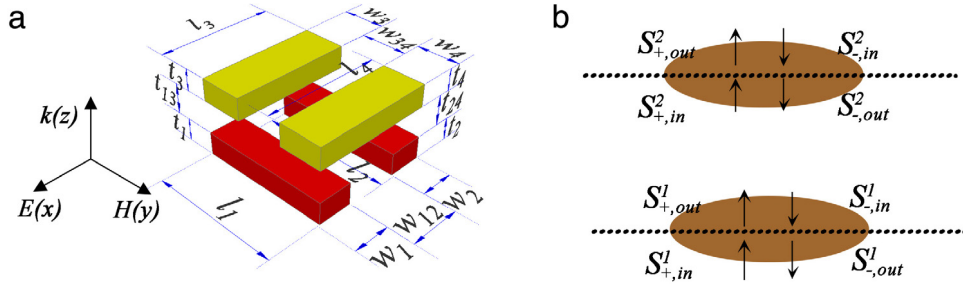 a
l₃
w₃
w₃₄
w₄
l₄
t₃
t₁₃
t₁
t₄
t₂₄
t₂
k(z)
E(x)
H(y)
l₁
l₂
w₂
w₁₂
w₁
b
S²₊,out
S²₋,in
S²₊,in
S²₋,out
S¹₊,out
S¹₋,in
S¹₊,in
S¹₋,out